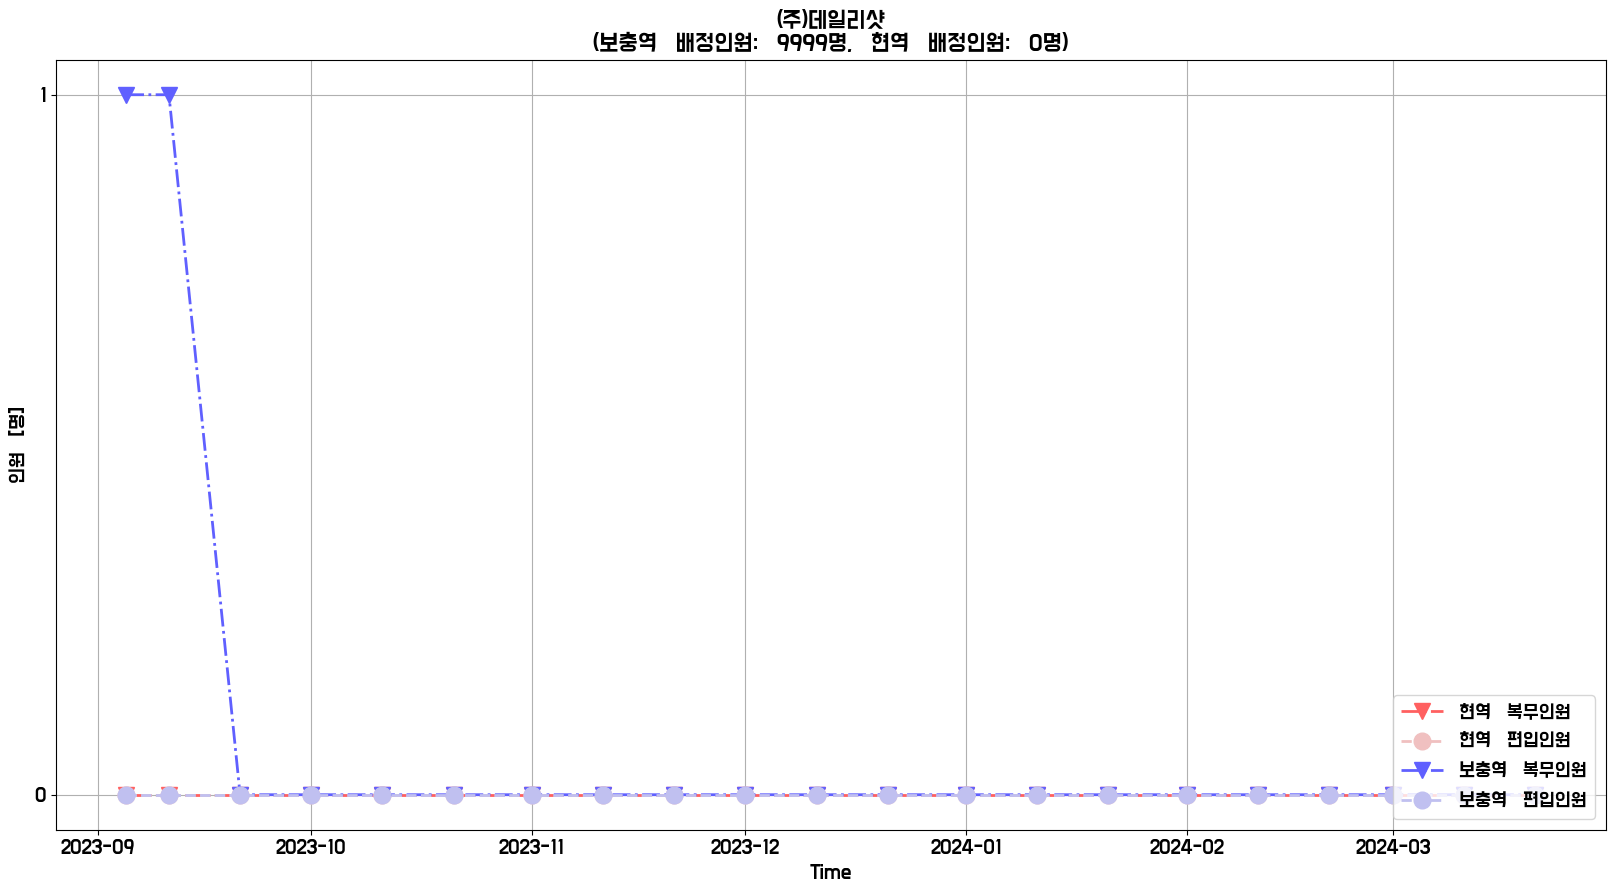 (주)데일리샷
(보충역 배정인원: 9999명, 현역 배정인원: 0명)
인원 [명]
1
0
2023-09 2023-10 2023-11 2023-12 2024-01 2024-02 2024-03
Time
현역 복무인원
현역 편입인원
보충역 복무인원
보충역 편입인원